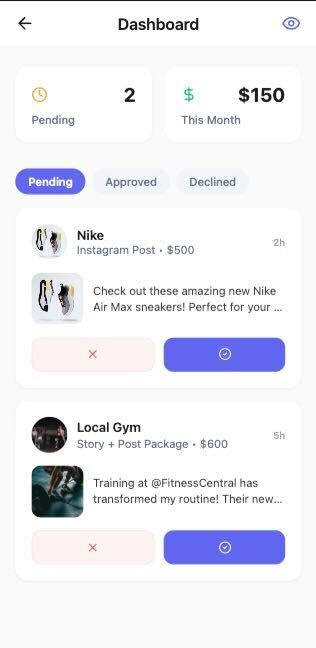 Dashboard
2
Pending
$150
This Month
Pending
Approved
Declined
Nike
Instagram Post • $500
2h
Check out these amazing new Nike
Air Max sneakers! Perfect for your ...
Local Gym
Story + Post Package • $600
5h
Training at @FitnessCentral has
transformed my routine! Their new...